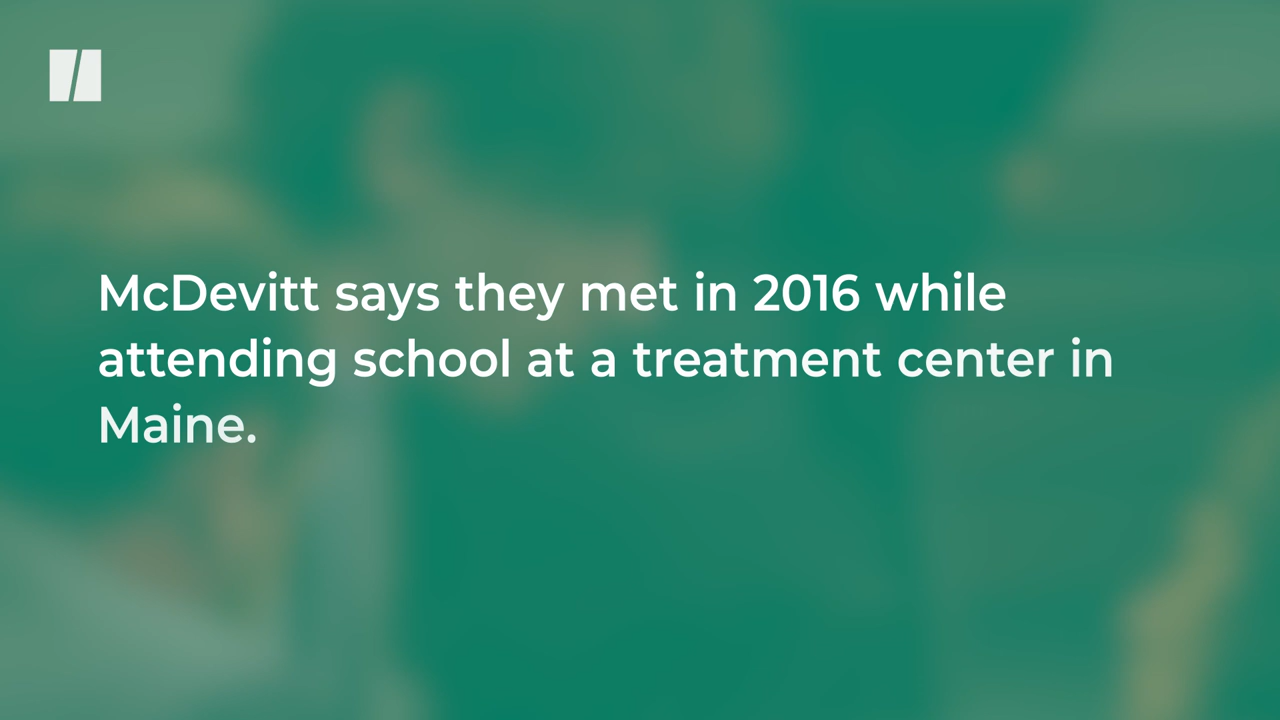 McDevitt says they met in 2016 while
attending school at a treatment center in
Maine.